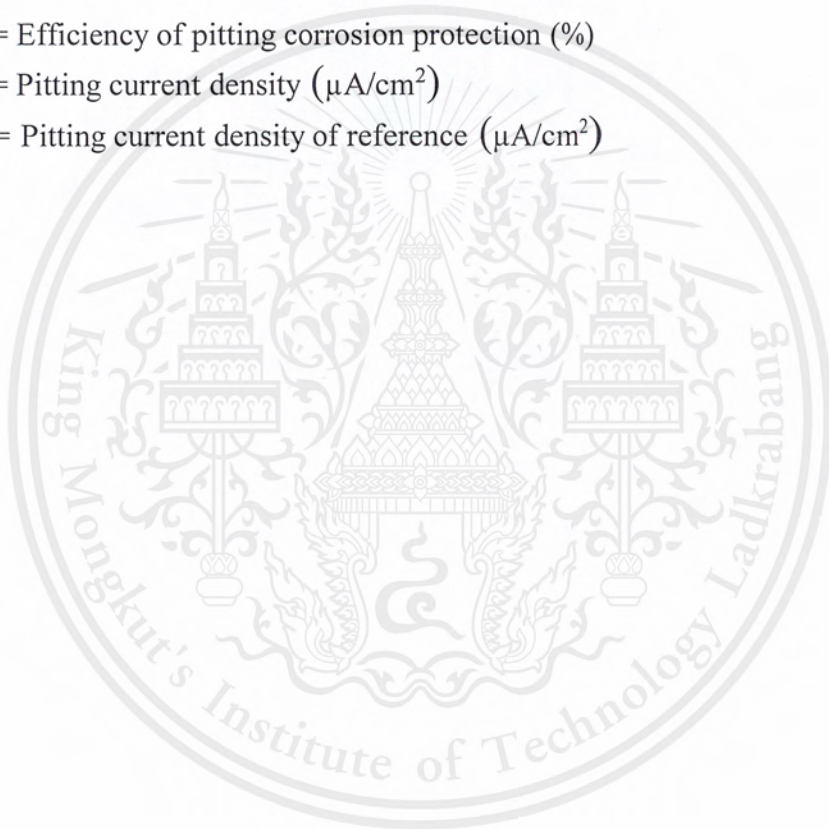 = Efficiency of pitting corrosion protection (%)
= Pitting current density (μA/cm²)
= Pitting current density of reference (μA/cm²)
King Mongkut's Institute of Technology Ladkrabang